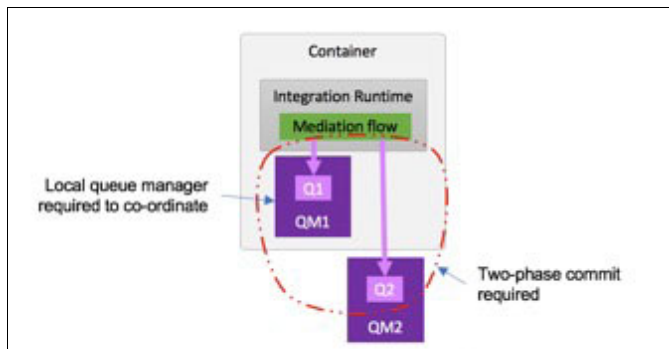 Container
Integration Runtime
Mediation flow
Local queue manager
required to co-ordinate
Q1
QM1
Two-phase commit
required
Q2
QM2